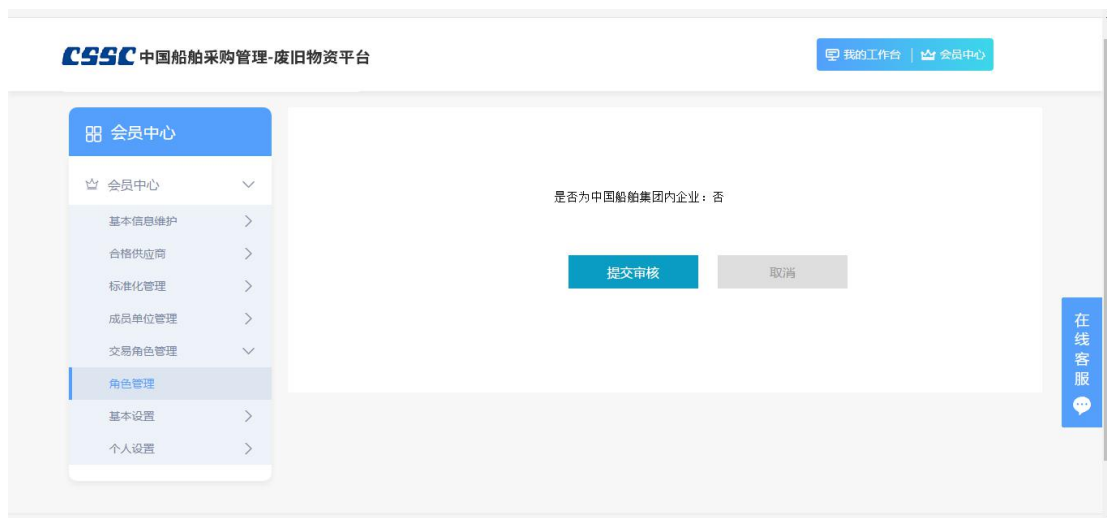 CSSC 中国船舶采购管理-废旧物资平台
我的工作台 | 会员中心
会员中心
会员中心
基本信息维护
合格供应商
标准化管理
成员单位管理
交易角色管理
角色管理
基本设置
个人设置
是否为中国船舶集团内企业：否
提交审核
取消
在线客服